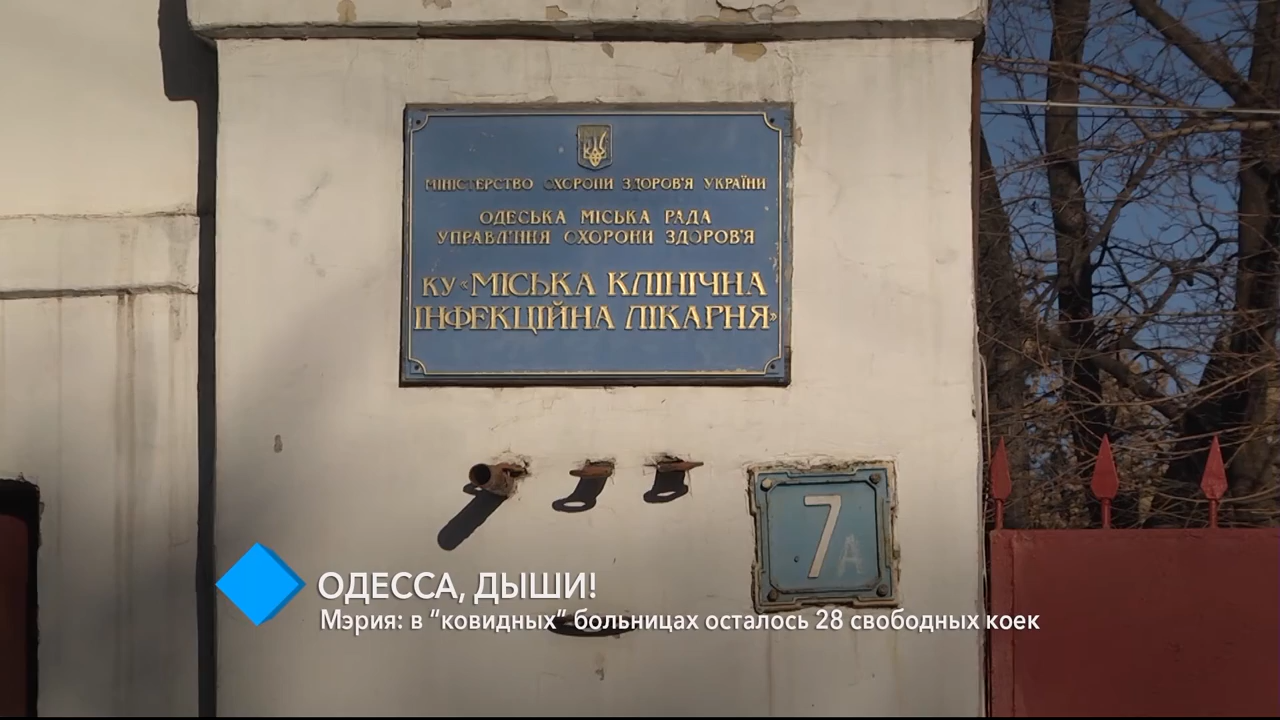 МІНІСТЕРСТВО ОХОРОНИ ЗДОРОВ'Я УКРАЇНИ
ОДЕСЬКА МІСЬКА РАДА
УПРАВЛІННЯ ОХОРОНИ ЗДОРОВ'Я
КУ «МІСЬКА КЛІНІЧНА
ІНФЕКЦІЙНА ЛІКАРНЯ»
7А
ОДЕССА, ДЫШИ!
Мэрия: в “ковидных” больницах осталось 28 свободных коек